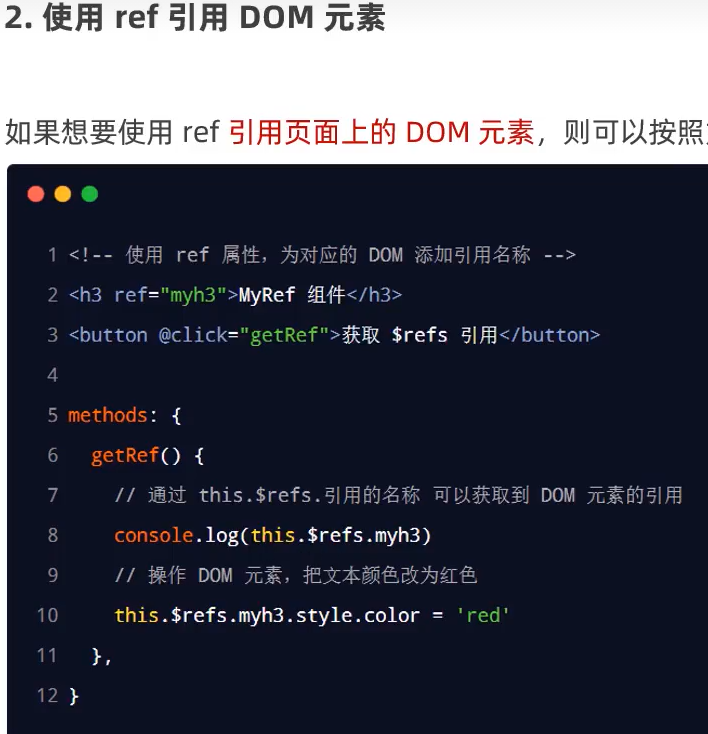 2. 使用 ref 引用 DOM 元素
如果想要使用 ref 引用页面上的 DOM 元素，则可以按照
1 <!-- 使用 ref 属性，为对应的 DOM 添加引用名称 -->
2 <h3 ref="myh3">MyRef 组件</h3>
3 <button @click="getRef">获取 $refs 引用</button>
4
5 methods: {
6   getRef() {
7     // 通过 this.$refs.引用的名称 可以获取到 DOM 元素的引用
8     console.log(this.$refs.myh3)
9     // 操作 DOM 元素，把文本颜色改为红色
10     this.$refs.myh3.style.color = 'red'
11   },
12 }